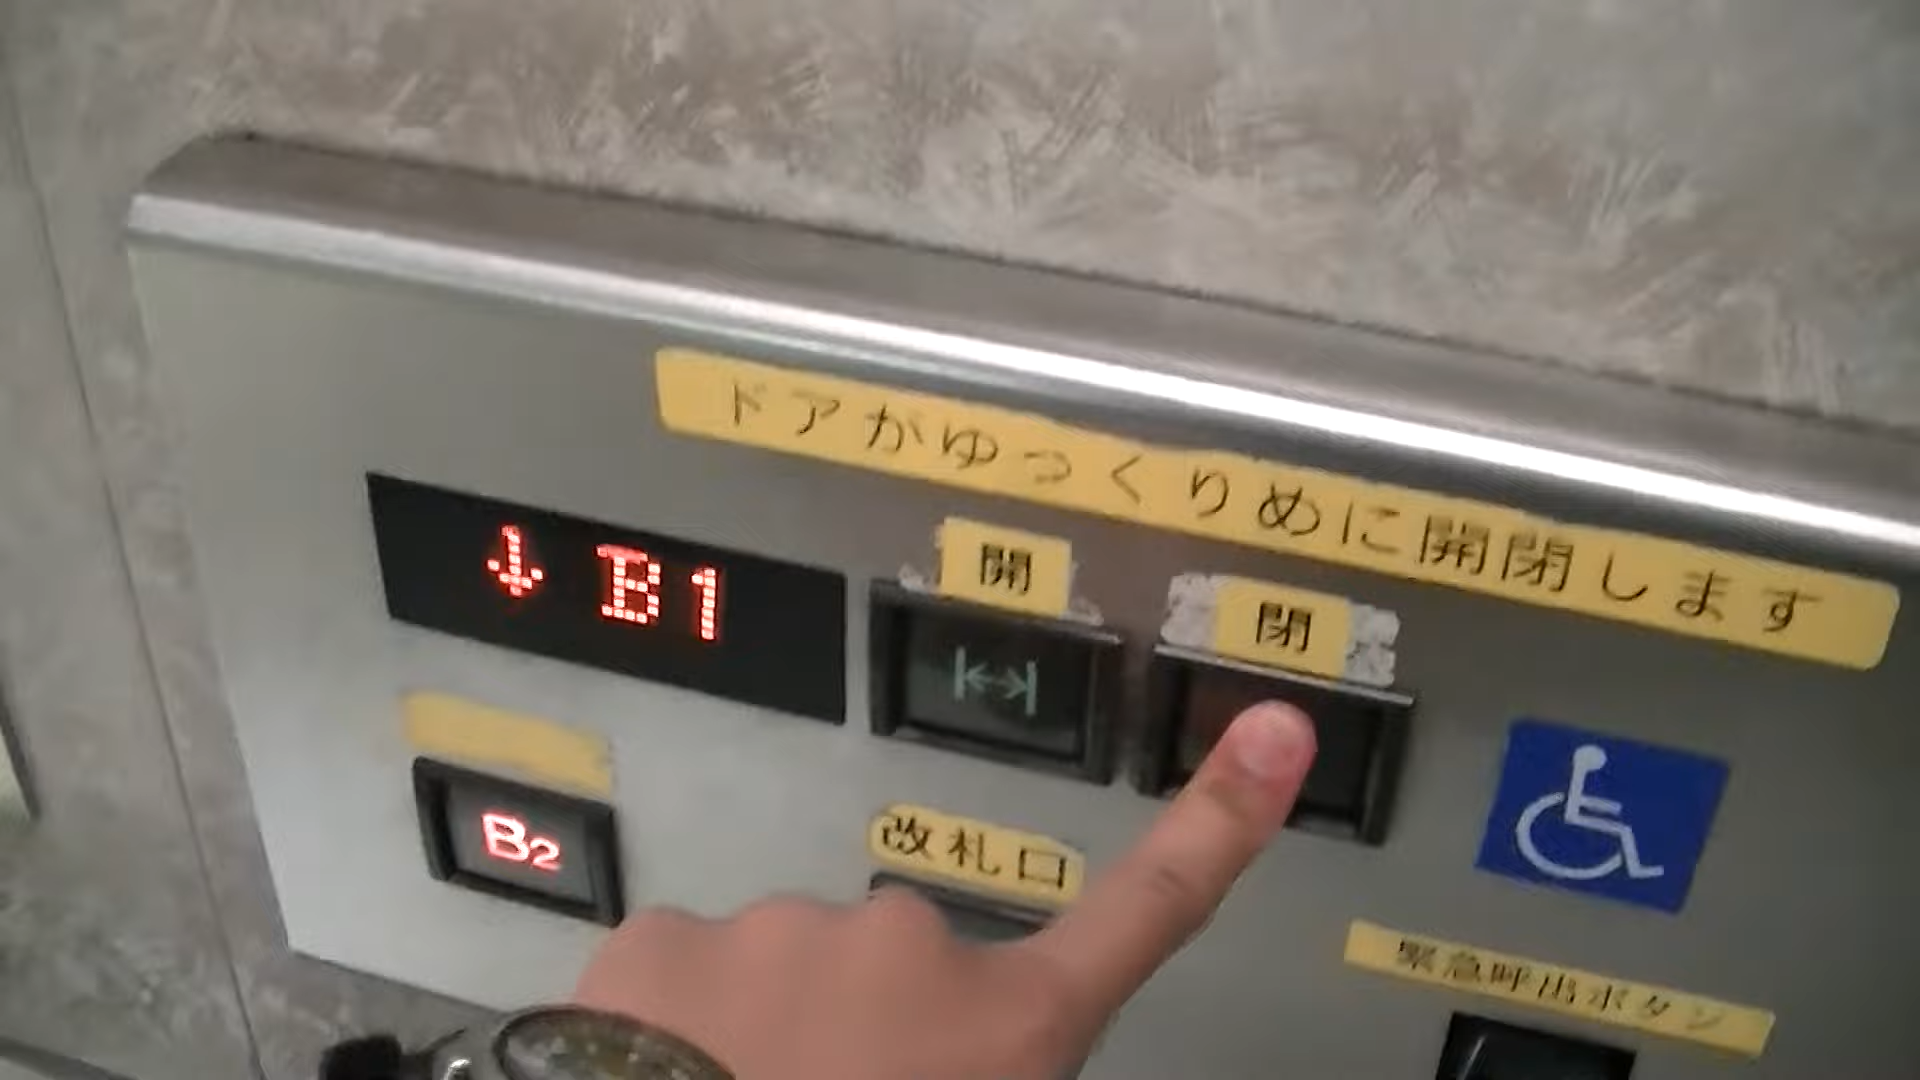 ドアがゆっくりめに開閉します
↓ B1
開
閉
B2
改札口
緊急呼出ボタン